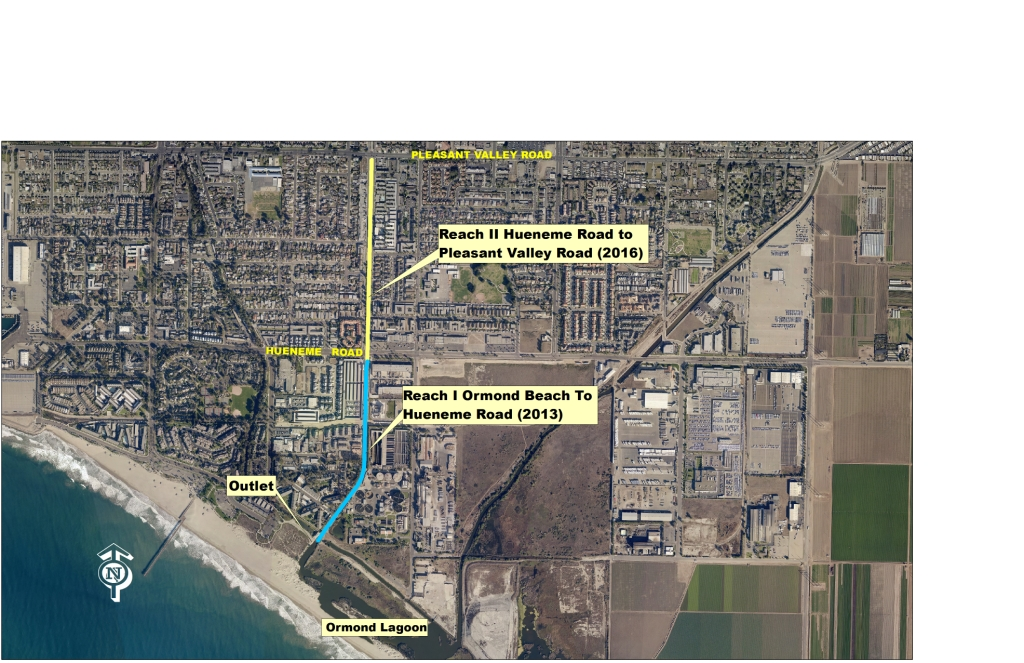 PLEASANT VALLEY ROAD
Reach II Hueneme Road to
Pleasant Valley Road (2016)
HUENEME ROAD
Reach I Ormond Beach To
Hueneme Road (2013)
Outlet
N
Ormond Lagoon